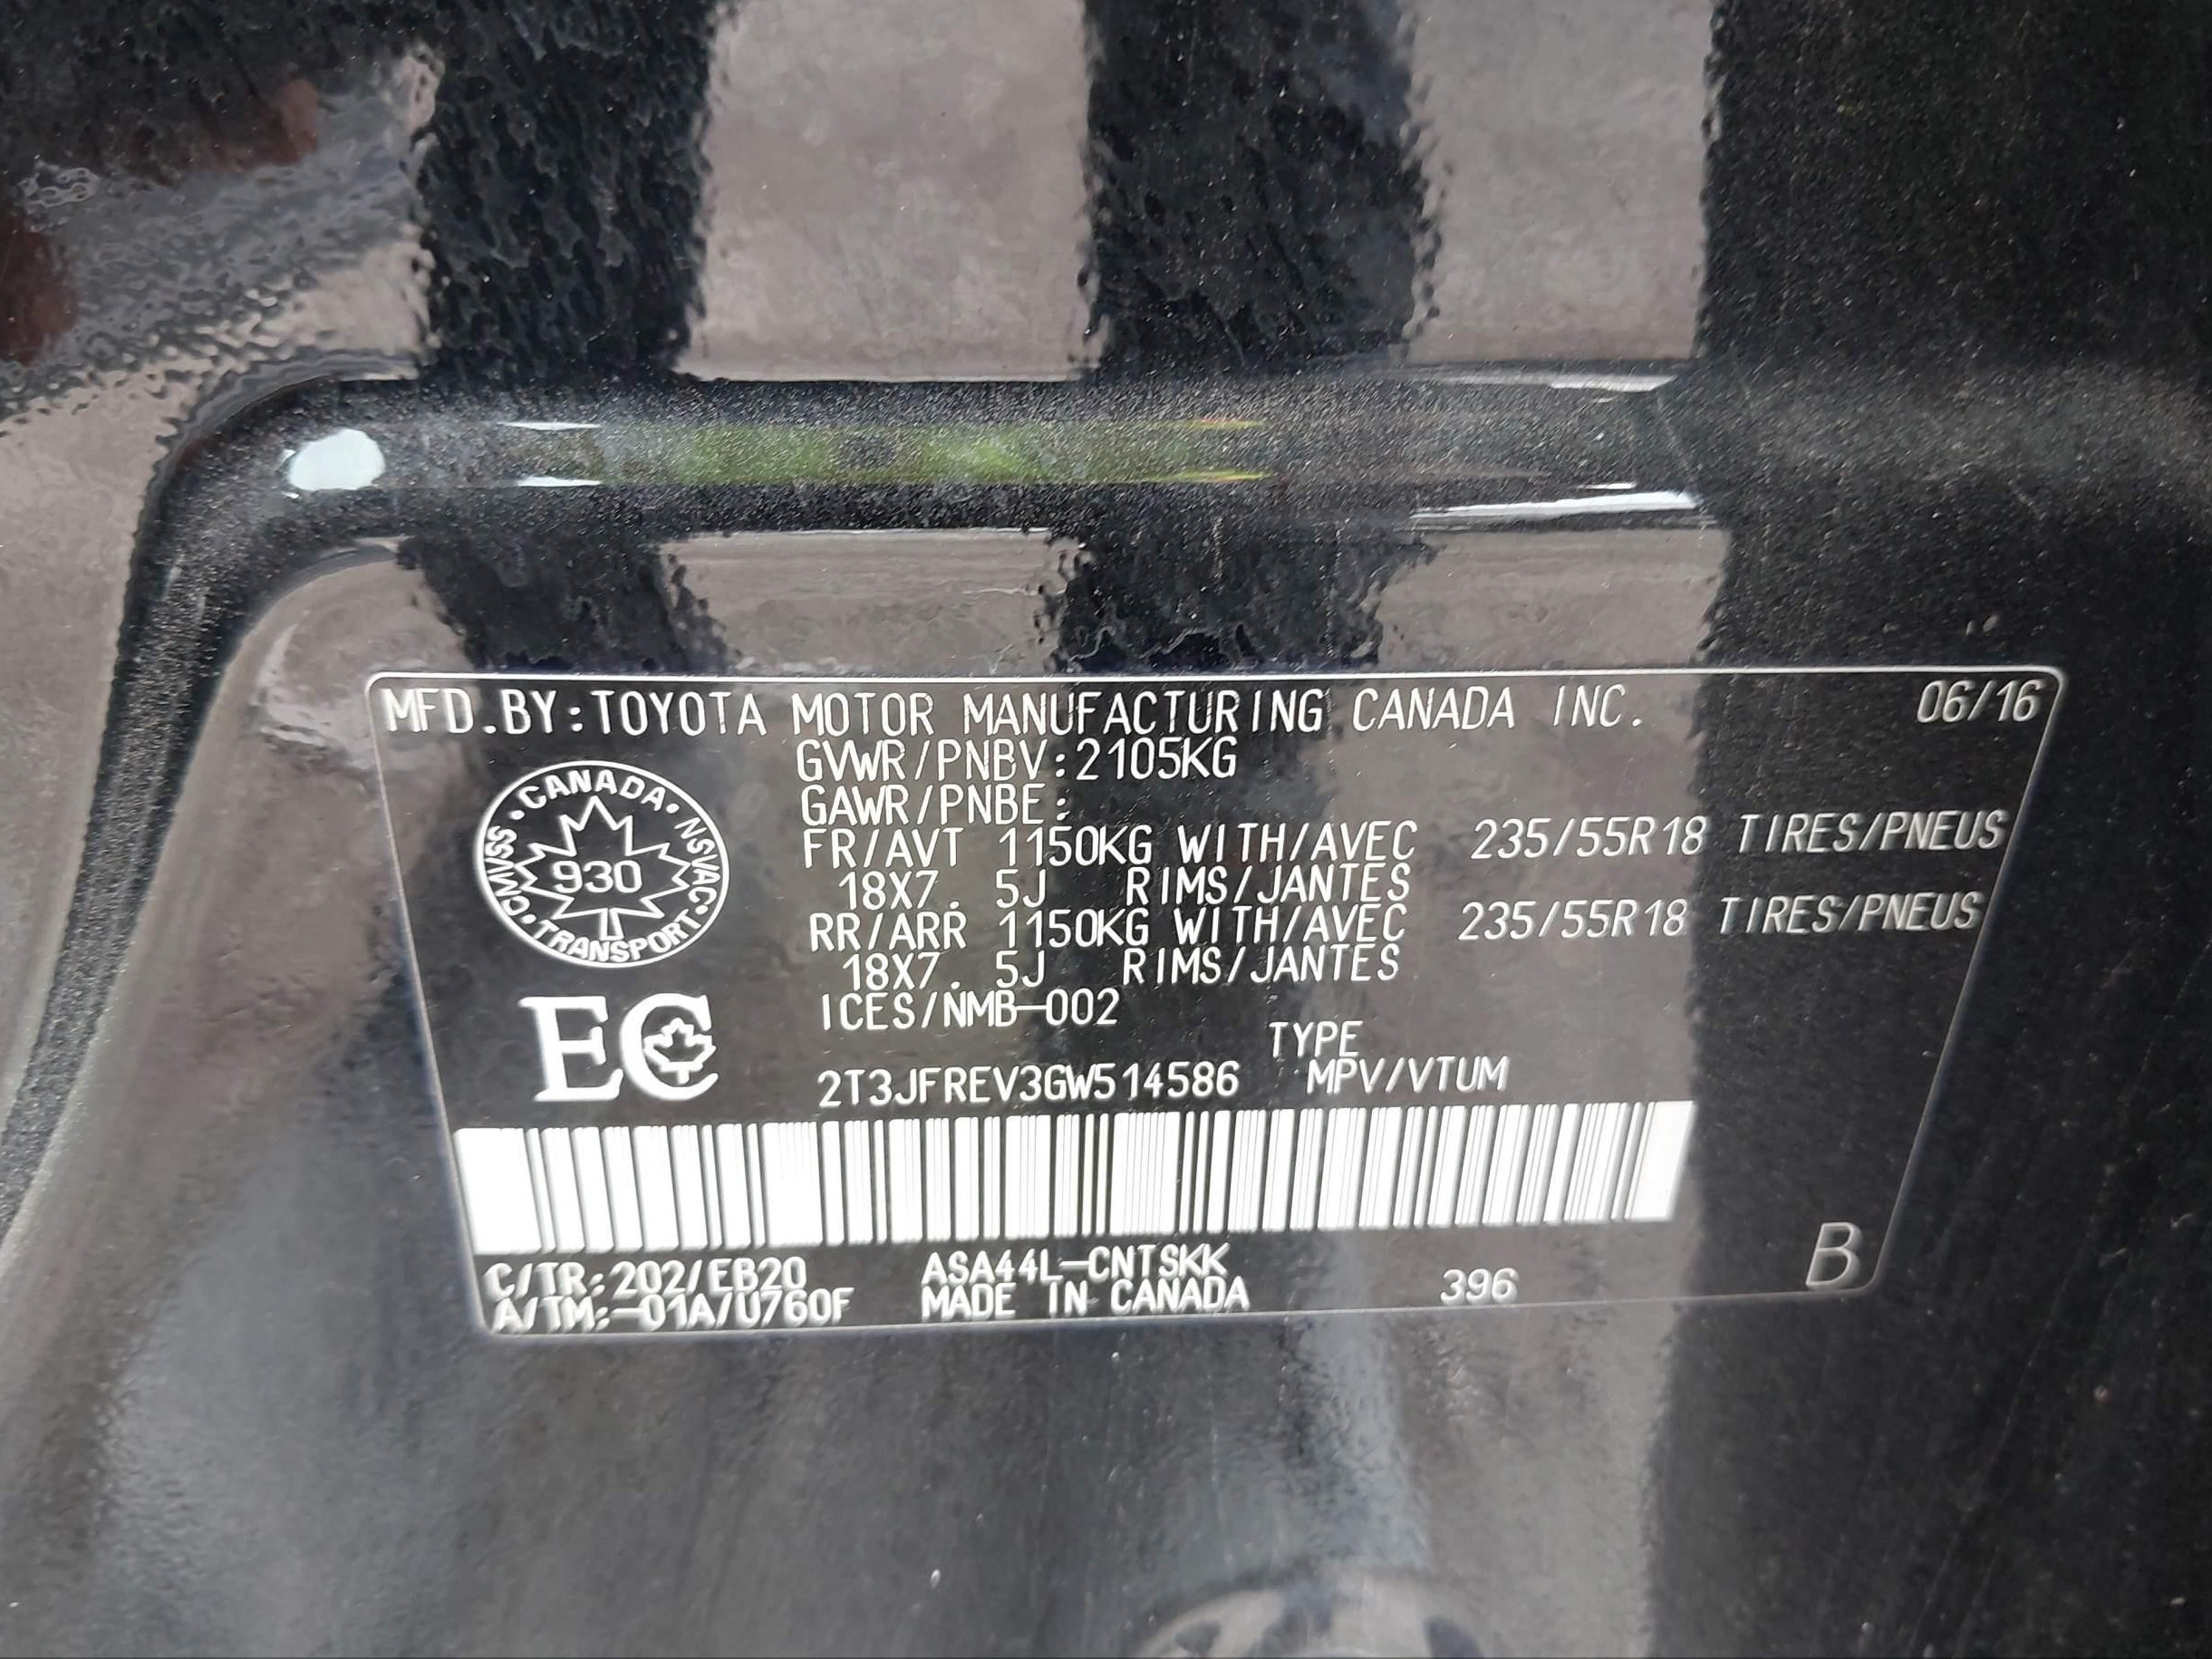 MFD.BY:TOYOTA MOTOR MANUFACTURING CANADA INC. 06/16
GVWR/PNBV:2105KG
GAWR/PNBE:
FR/AVT 1150KG WITH/AVEC 235/55R18 TIRES/PNEUS
18X7. 5J RIMS/JANTES
RR/ARR 1150KG WITH/AVEC 235/55R18 TIRES/PNEUS
18X7. 5J RIMS/JANTES
ICES/NMB-002
CANADA
NSVAC
TRANSPORT
CMVSS
930
EC
TYPE
2T3JFREV3GW514586 MPV/VTUM
C/TR:202/EB20 ASA44L-CNTSKK
A/TM:-01A/U760F MADE IN CANADA 396
B